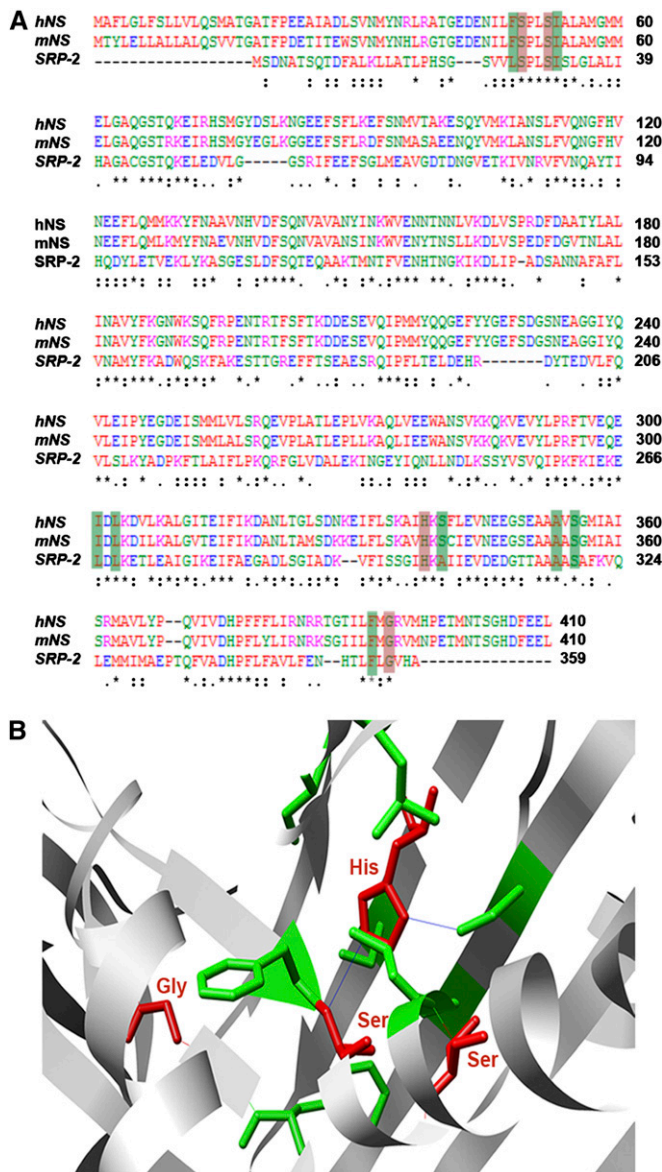 A
hNS MAFLGLFSLLVLQSMATGATFPEEAIADLSVNMYNRLRATGEDENILFSPLSIALAMGMM 60
mNS MTYLELLALLALQSVVTGATFPDETITEWSVNMYNHLRGTGEDENILFSPLSIALAMGMM 60
SRP-2 ----------------MSDNATSQTDFALKLLATLPHSG---SVVLSPLSISLGLALI 39
hNS ELGAQGSTQKEIRHSMGYDSLKNGEEFSFLKEFSNMVTAKESQYVMKIANSLFVQNGFHV 120
mNS ELGAQGSTRKEIRHSMGYEGLKGGEEFSFLRDFSNMASAEENQYVMKLANSLFVQNGFHV 120
SRP-2 HAGACGSTQKELEDVLG-----GSRIFEEFSGLMEAVGDTDNGVETKIVNRVFVNQAYTI 94
hNS NEEFLQMMKKYFNAAVNHVDFSQNVAVANYINKWVENNTNNLVKDLVSPRDFDAATYLAL 180
mNS NEEFLQMLKMYFNAEVNHVDFSQNVAVANSINKWVENYTNSLLKDLVSPEDFDGVTNLAL 180
SRP-2 HQDYLETVEKLYKASGESLDFSQTEQAAKTMNTFVENHTNGKIKDLIP-ADSANNAFAFL 153
hNS INAVYFKGNWKSQFRPENTRTFSFTKDDESEVQIPMMYQQGEFYYGEFSDGSNEAGGIYQ 240
mNS INAVYFKGNWKSQFRPENTRTFSFTKDDESEVQIPMMYQQGEFYYGEFSDGSNEAGGIYQ 240
SRP-2 VNAMYFKADWQSKFAKESTTGREFFTSEAESRQIPFLTELDEHR-------DYTEDVLFQ 206
hNS VLEIPYEGDEISMMLVLSRQEVPLATLEPLVKAQLVEEWANSVKKQKVEVYLPRFTVEQE 300
mNS VLEIPYEGDEISMMLALSRQEVPLATLEPLLKAQLIEEWANSVKKQKVEVYLPRFTVEQE 300
SRP-2 VLSLKYADPKFTLAIFLPKQRFGLVDALEKINGEYIQNLLNDLKSSYVSVQIPKFKIEKE 266
hNS IDLKDVLKALGITEIFIKDANLTGLSDNKEIFLSKAIHKSFLEVNEEGSEAAAVSGMIAI 360
mNS IDLKDILKALGVTEIFIKDANLTAMSDKKELFLSKAVHKSCIEVNEEGSEAAAASGMIAI 360
SRP-2 LDLKETLEAIGIKEIFAEGADLSGIADK--VFISSGIHKAIIEVDEDGTTAAAASAFKVQ 324
hNS SRMAVLYP--QVIVDHPFFFLIRNRRTGTILFMGRVMHPETMNTSGHDFEEL 410
mNS SRMAVLYP--QVIVDHPFLYLIRNRKSGIILFMGRVMNPETMNTSGHDFEEL 410
SRP-2 LEMMIMAEPTQFVADHPFLFAVLFEN--HTLFLGVHA--------------- 359
B
His
Gly
Ser
Ser